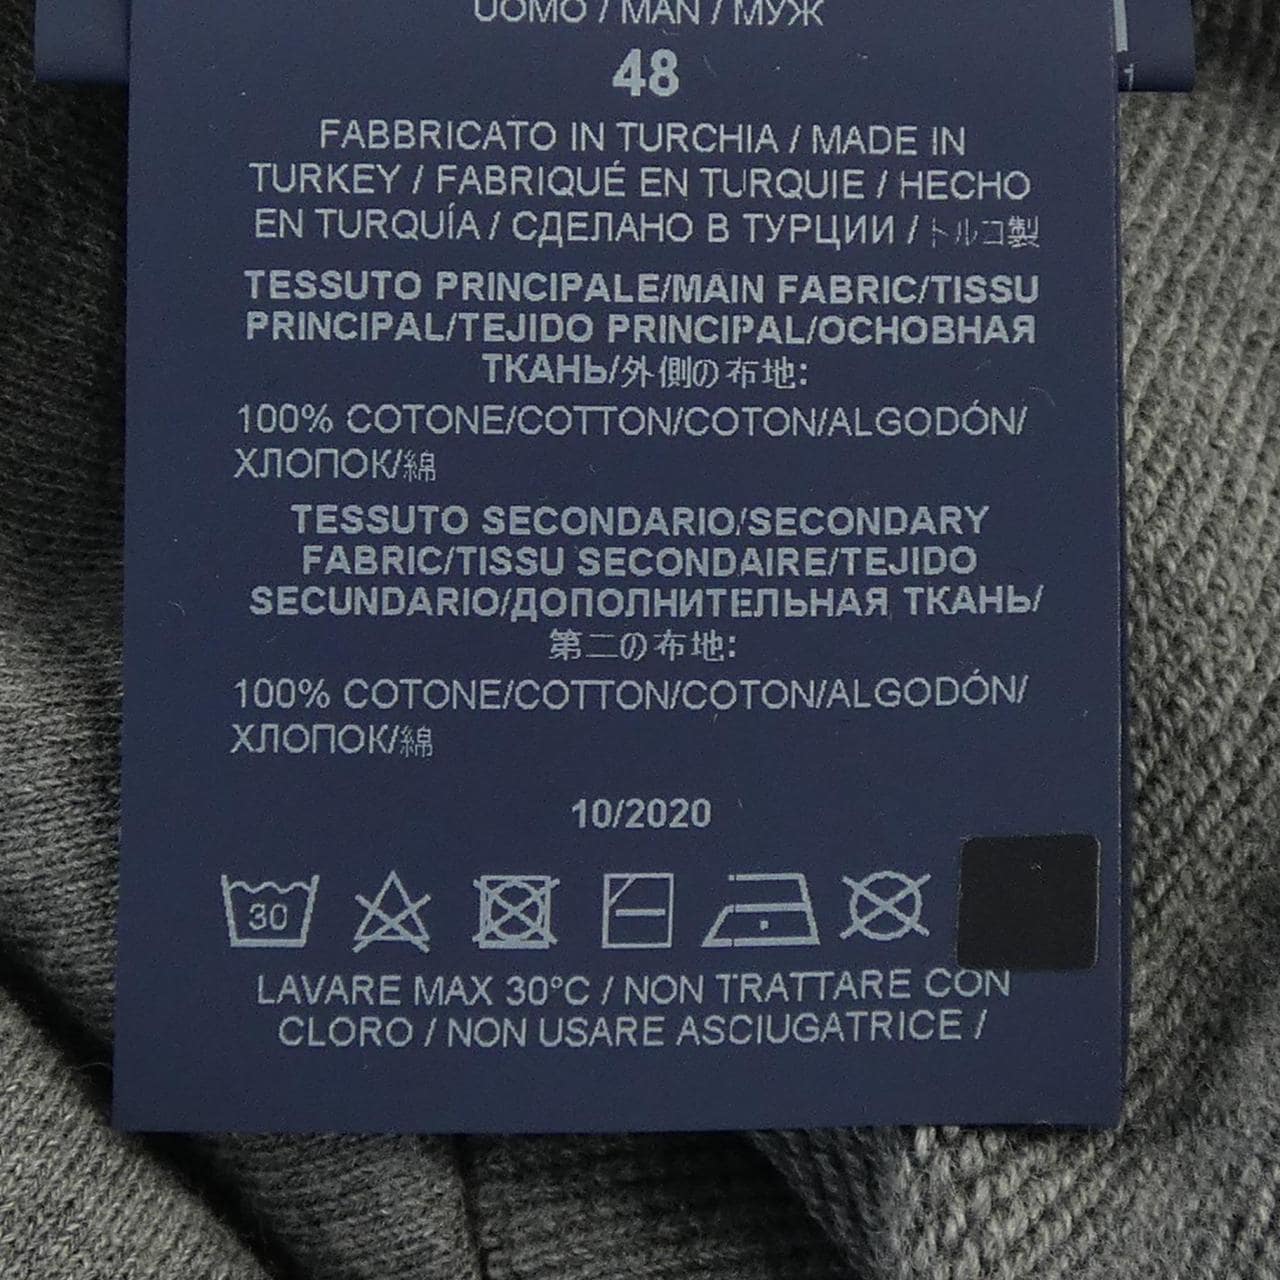 UOMO / MAN / МУЖ
48
1
FABBRICATO IN TURCHIA / MADE IN
TURKEY / FABRIQUÉ EN TURQUIE / HECHO
EN TURQUÍA / СДЕЛАНО В ТУРЦИИ / トルコ製
TESSUTO PRINCIPALE/MAIN FABRIC/TISSU
PRINCIPAL/TEJIDO PRINCIPAL/ОСНОВНАЯ
ТКАНЬ/外側の布地:
100% COTONE/COTTON/COTON/ALGODÓN/
ХЛОПОК/綿
TESSUTO SECONDARIO/SECONDARY
FABRIC/TISSU SECONDAIRE/TEJIDO
SECUNDARIO/ДОПОЛНИТЕЛЬНАЯ ТКАНЬ/
第二の布地:
100% COTONE/COTTON/COTON/ALGODÓN/
ХЛОПОК/綿
10/2020
30
LAVARE MAX 30°C / NON TRATTARE CON
CLORO / NON USARE ASCIUGATRICE /